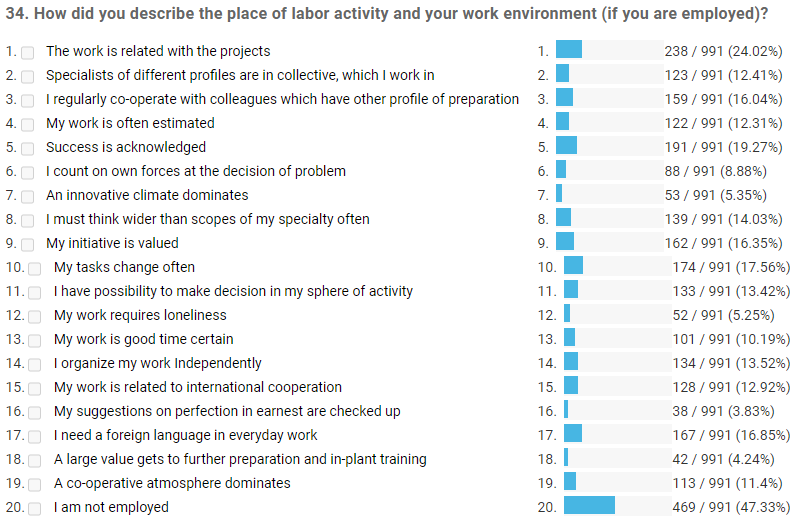 34. How did you describe the place of labor activity and your work environment (if you are employed)?
1. The work is related with the projects 1. 238 / 991 (24.02%)
2. Specialists of different profiles are in collective, which I work in 2. 123 / 991 (12.41%)
3. I regularly co-operate with colleagues which have other profile of preparation 3. 159 / 991 (16.04%)
4. My work is often estimated 4. 122 / 991 (12.31%)
5. Success is acknowledged 5. 191 / 991 (19.27%)
6. I count on own forces at the decision of problem 6. 88 / 991 (8.88%)
7. An innovative climate dominates 7. 53 / 991 (5.35%)
8. I must think wider than scopes of my specialty often 8. 139 / 991 (14.03%)
9. My initiative is valued 9. 162 / 991 (16.35%)
10. My tasks change often 10. 174 / 991 (17.56%)
11. I have possibility to make decision in my sphere of activity 11. 133 / 991 (13.42%)
12. My work requires loneliness 12. 52 / 991 (5.25%)
13. My work is good time certain 13. 101 / 991 (10.19%)
14. I organize my work Independently 14. 134 / 991 (13.52%)
15. My work is related to international cooperation 15. 128 / 991 (12.92%)
16. My suggestions on perfection in earnest are checked up 16. 38 / 991 (3.83%)
17. I need a foreign language in everyday work 17. 167 / 991 (16.85%)
18. A large value gets to further preparation and in-plant training 18. 42 / 991 (4.24%)
19. A co-operative atmosphere dominates 19. 113 / 991 (11.4%)
20. I am not employed 20. 469 / 991 (47.33%)